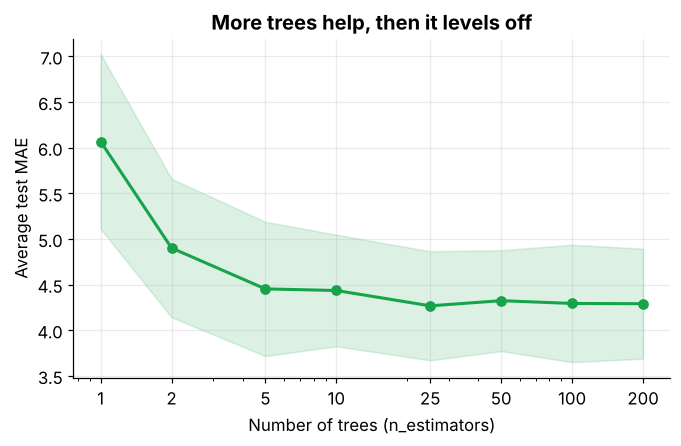 More trees help, then it levels off
Average test MAE
7.0
6.5
6.0
5.5
5.0
4.5
4.0
3.5
1 2 5 10 25 50 100 200
Number of trees (n_estimators)